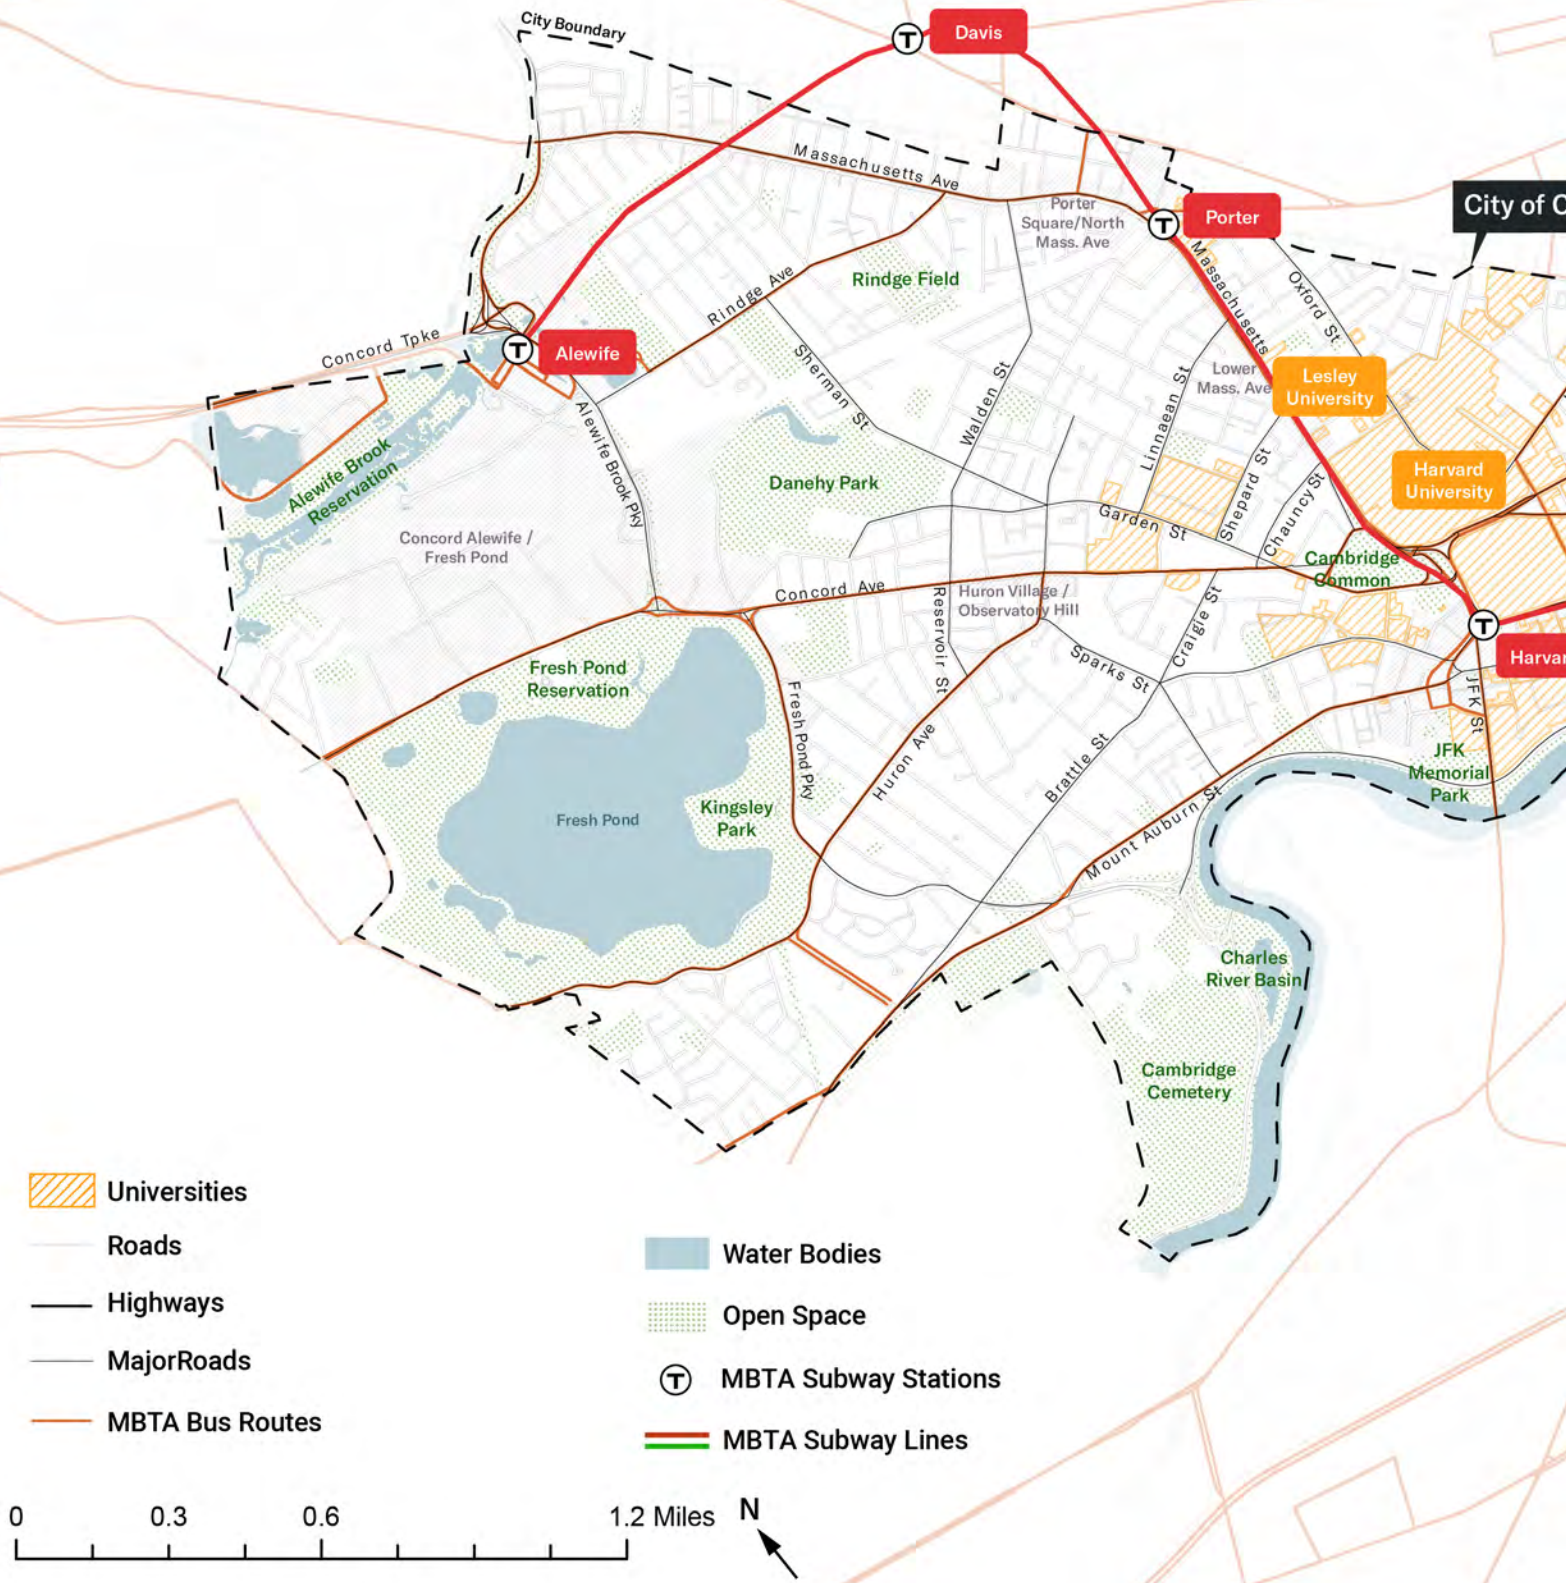 City Boundary
Davis
Massachusetts Ave
Porter
Square/North
Mass. Ave
Porter
City of C
Rindge Field
Rindge Ave
Massachusetts
Oxford St
Concord Tpke
Alewife
Sherman St
Walden St
Linnaean St
Lower
Mass. Ave
Lesley
University
Alewife Brook Pky
Alewife Brook
Reservation
Danehy Park
Shepard St
Chauncy St
Harvard
University
Garden St
Concord Alewife /
Fresh Pond
Cambridge
Common
Concord Ave
Huron Village /
Observatory Hill
Reservoir St
Craigie St
Sparks St
Harvar
Fresh Pond
Reservation
JFK St
Fresh Pond Pky
Huron Ave
Brattle St
JFK
Memorial
Park
Fresh Pond
Kingsley
Park
Mount Auburn St
Charles
River Basin
Cambridge
Cemetery
Universities
Roads
Highways
MajorRoads
MBTA Bus Routes
Water Bodies
Open Space
T MBTA Subway Stations
MBTA Subway Lines
0 0.3 0.6 1.2 Miles
N